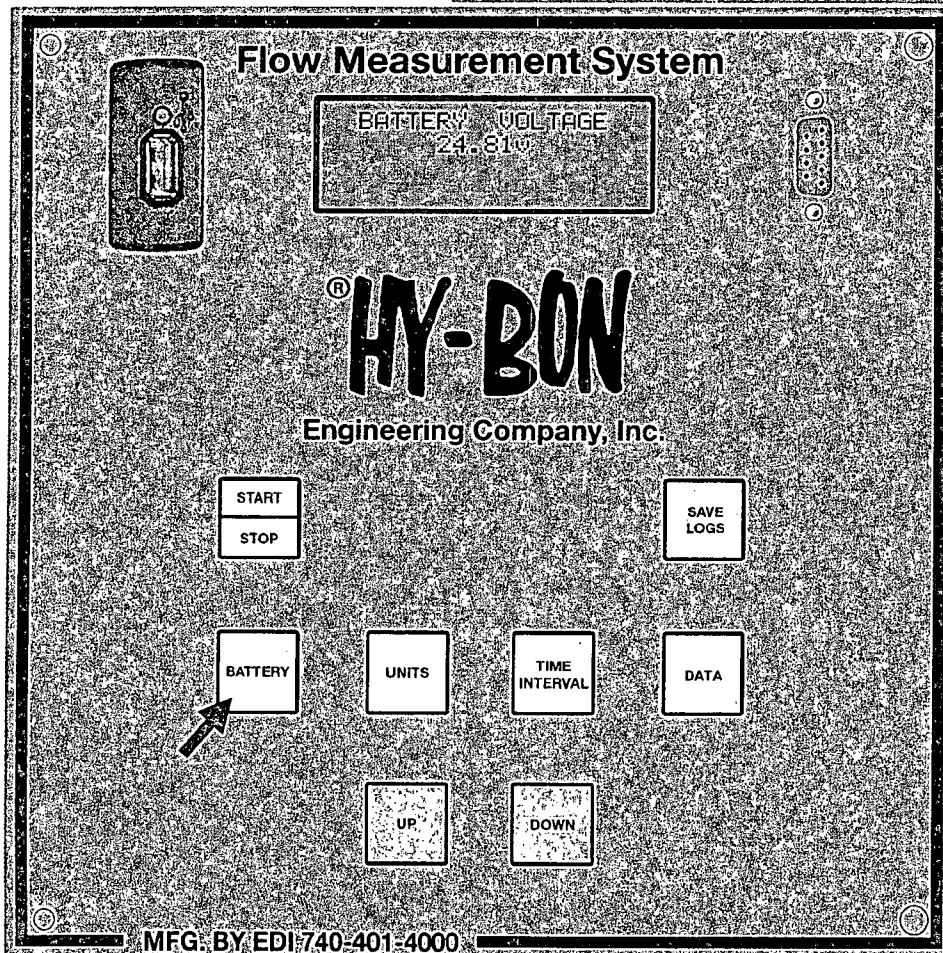 Flow Measurement System
BATTERY VOLTAGE
24.81v
® HY-BON
Engineering Company, Inc.
START
STOP
SAVE
LOGS
BATTERY
UNITS
TIME
INTERVAL
DATA
UP
DOWN
MFG. BY EDI 740-401-4000